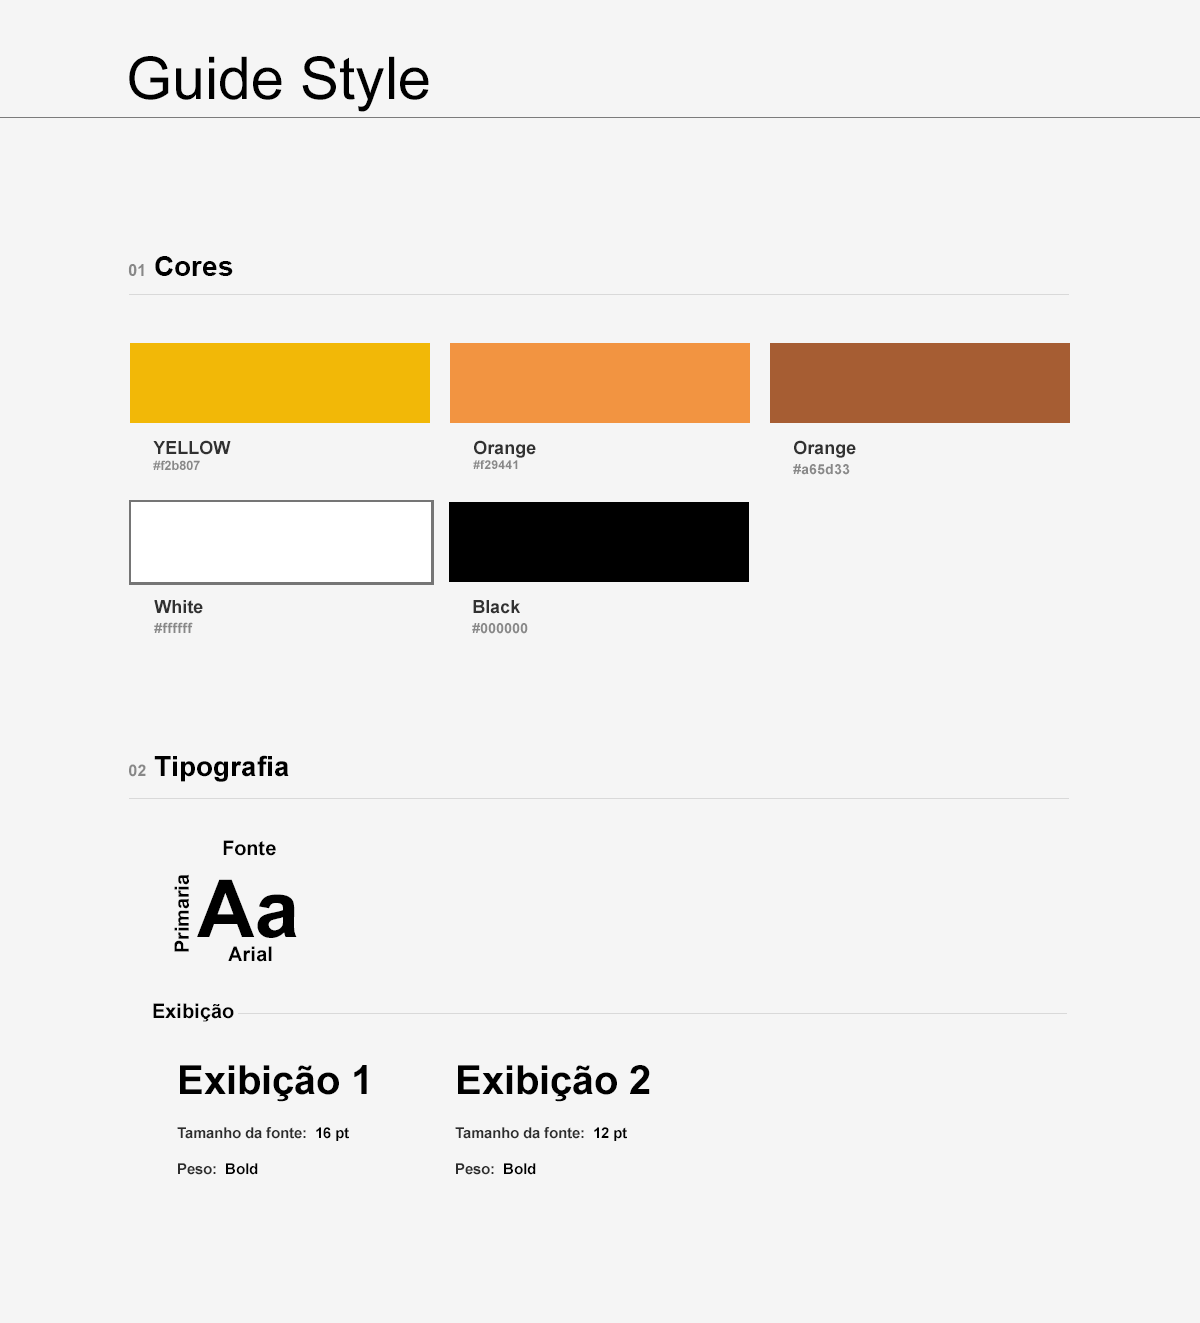 Guide Style
01 Cores
YELLOW
#f2b807
Orange
#f29441
Orange
#a65d33
White
#ffffff
Black
#000000
02 Tipografia
Fonte
Primaria
Aa
Arial
Exibição
Exibição 1
Tamanho da fonte: 16 pt
Peso: Bold
Exibição 2
Tamanho da fonte: 12 pt
Peso: Bold